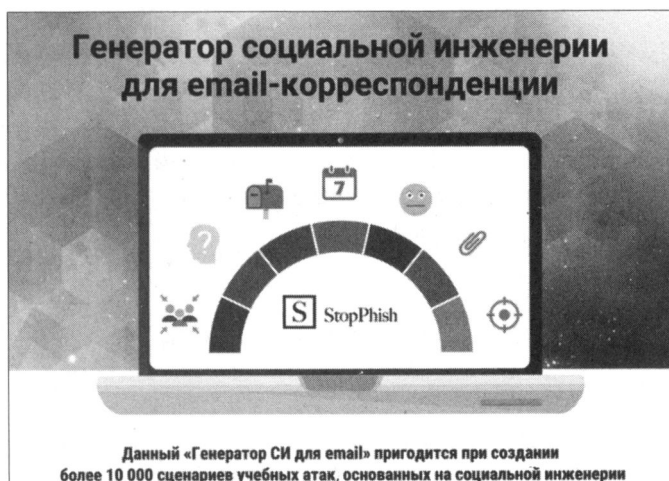 Генератор социальной инженерии
для email-корреспонденции
7
?
S StopPhish
Данный «Генератор СИ для email» пригодится при создании
более 10 000 сценариев учебных атак, основанных на социальной инженерии